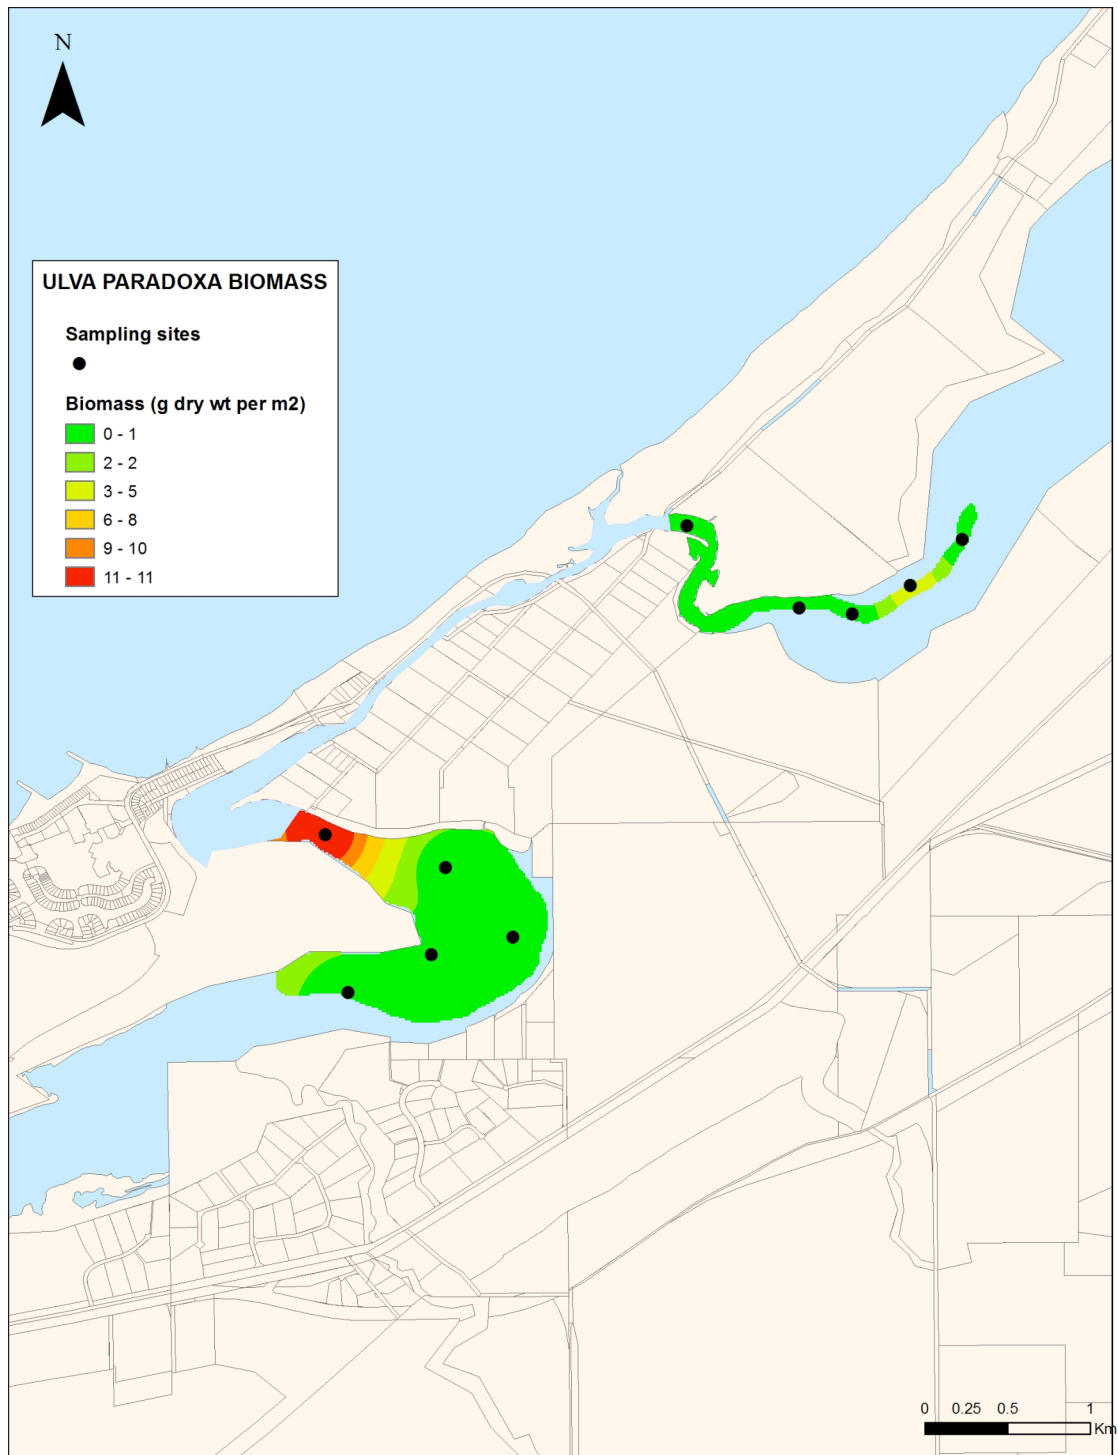 N
ULVA PARADOXA BIOMASS
Sampling sites
Biomass (g dry wt per m2)
0 - 1
2 - 2
3 - 5
6 - 8
9 - 10
11 - 11
0 0.25 0.5 1
Km